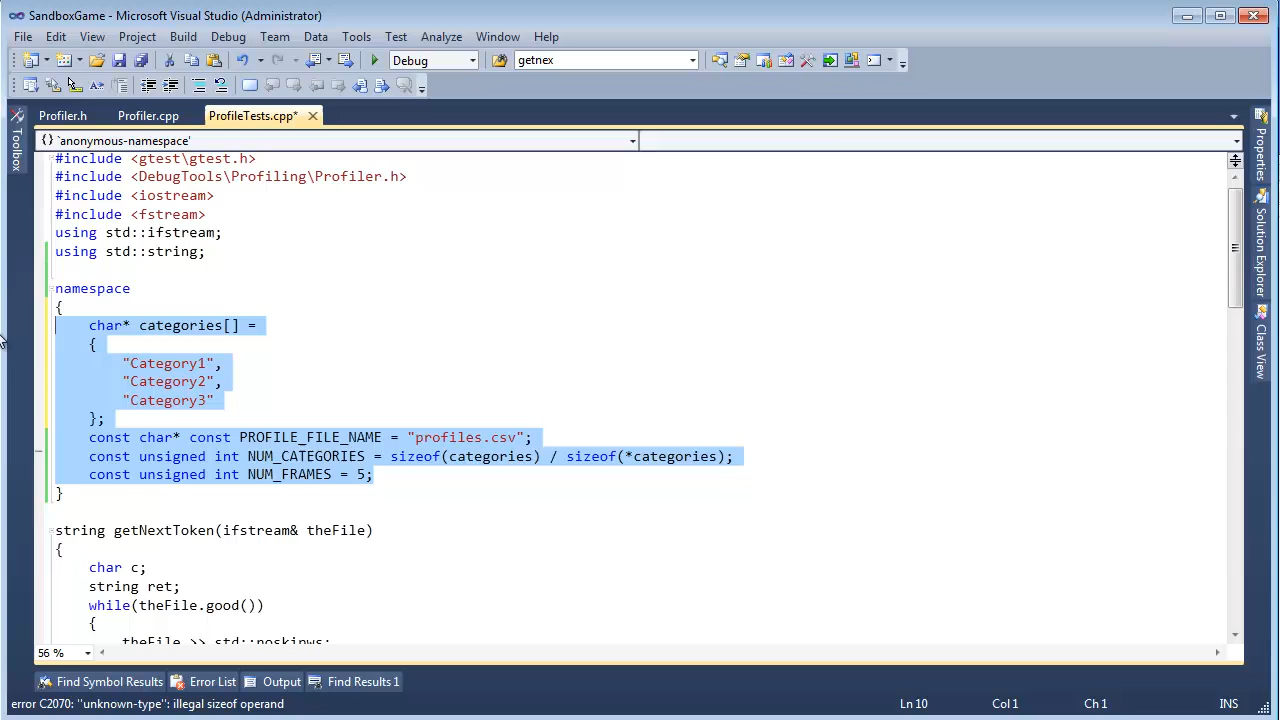 SandboxGame - Microsoft Visual Studio (Administrator)
File Edit View Project Build Debug Team Data Tools Test Analyze Window Help
Debug getnex
Profiler.h Profiler.cpp ProfileTests.cpp*
{} `anonymous-namespace'
Toolbox
Properties
Solution Explorer
Class View
#include <gtest\gtest.h>
#include <DebugTools\Profiling\Profiler.h>
#include <iostream>
#include <fstream>
using std::ifstream;
using std::string;
namespace
{
char* categories[] =
{
"Category1",
"Category2",
"Category3"
};
const char* const PROFILE_FILE_NAME = "profiles.csv";
const unsigned int NUM_CATEGORIES = sizeof(categories) / sizeof(*categories);
const unsigned int NUM_FRAMES = 5;
}
string getNextToken(ifstream& theFile)
{
char c;
string ret;
while(theFile.good())
{
theFile >> std::noskipws;
56 %
Find Symbol Results Error List Output Find Results 1
error C2070: ''unknown-type'': illegal sizeof operand Ln 10 Col 1 Ch 1 INS